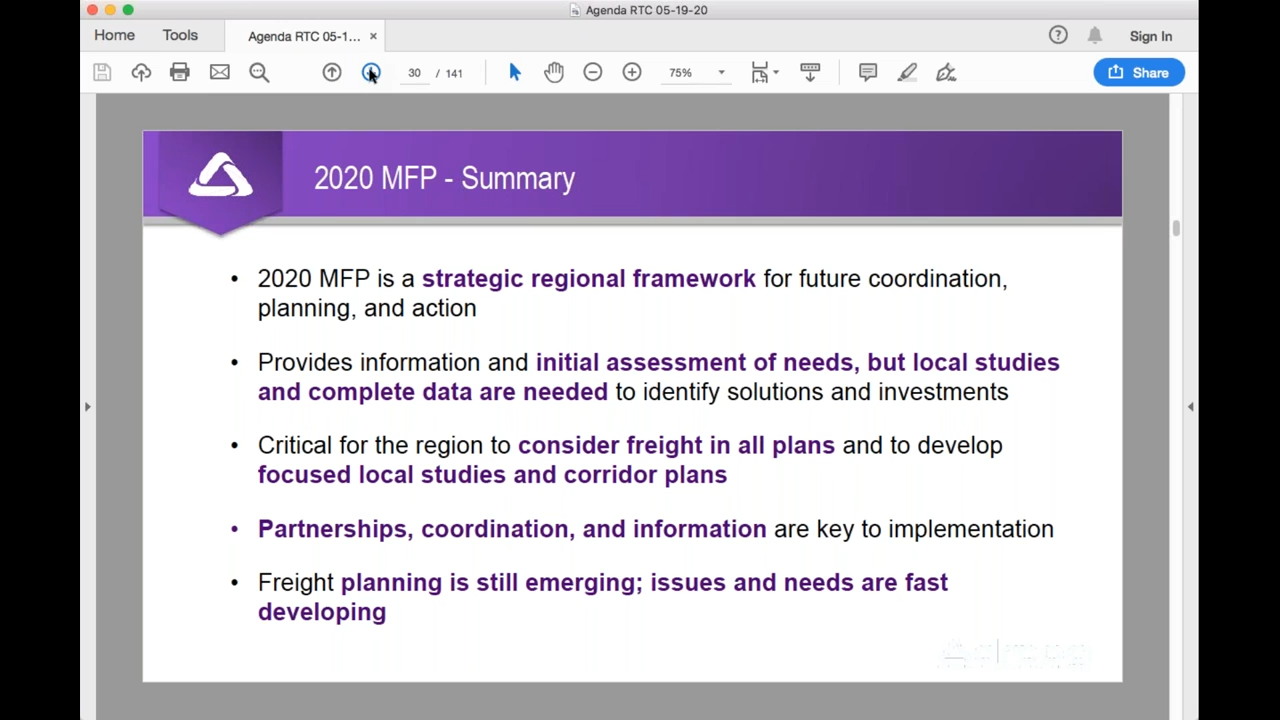 Agenda RTC 05-19-20
Home
Tools
Agenda RTC 05-1... ×
Sign In
30 / 141
75%
Share
2020 MFP - Summary
• 2020 MFP is a strategic regional framework for future coordination,
planning, and action
• Provides information and initial assessment of needs, but local studies
and complete data are needed to identify solutions and investments
• Critical for the region to consider freight in all plans and to develop
focused local studies and corridor plans
• Partnerships, coordination, and information are key to implementation
• Freight planning is still emerging; issues and needs are fast
developing